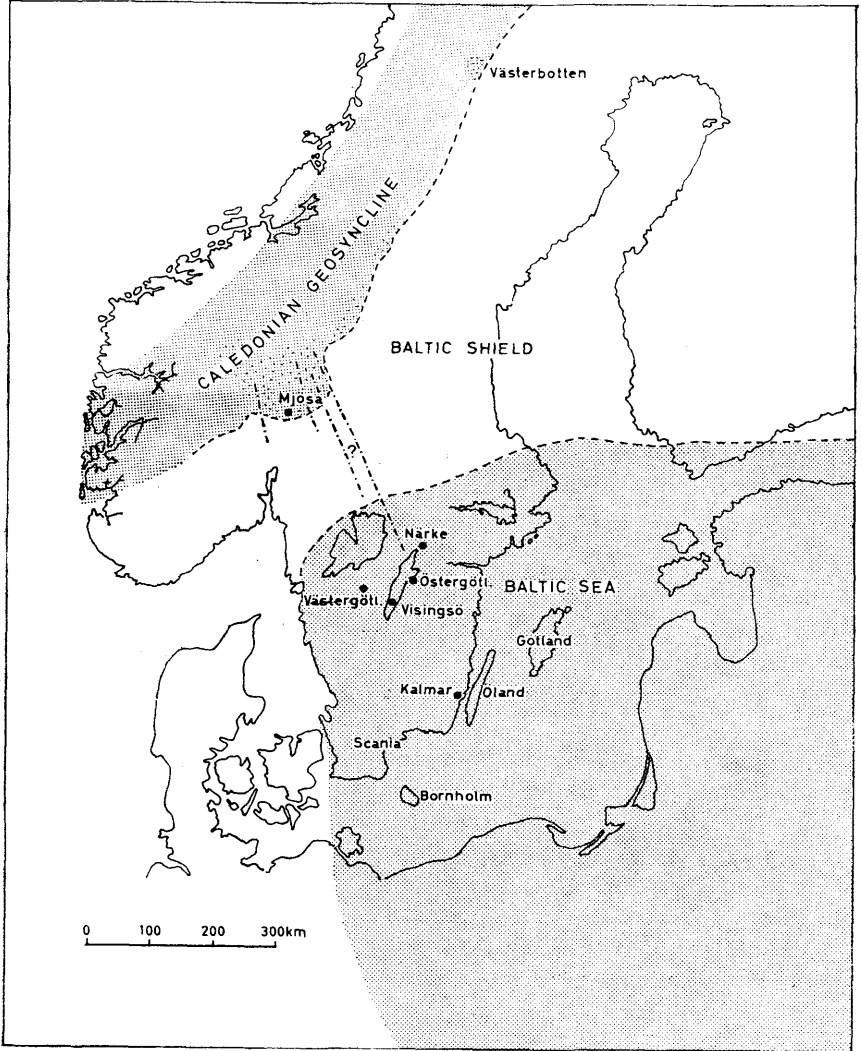 Västerbotten
CALEDONIAN GEOSYNCLINE
BALTIC SHIELD
Mjösa
?
Närke
Östergötl.
BALTIC SEA
Västergötl.
Visingsö
Gotland
Kalmar
Öland
Scania
Bornholm
0 100 200 300km